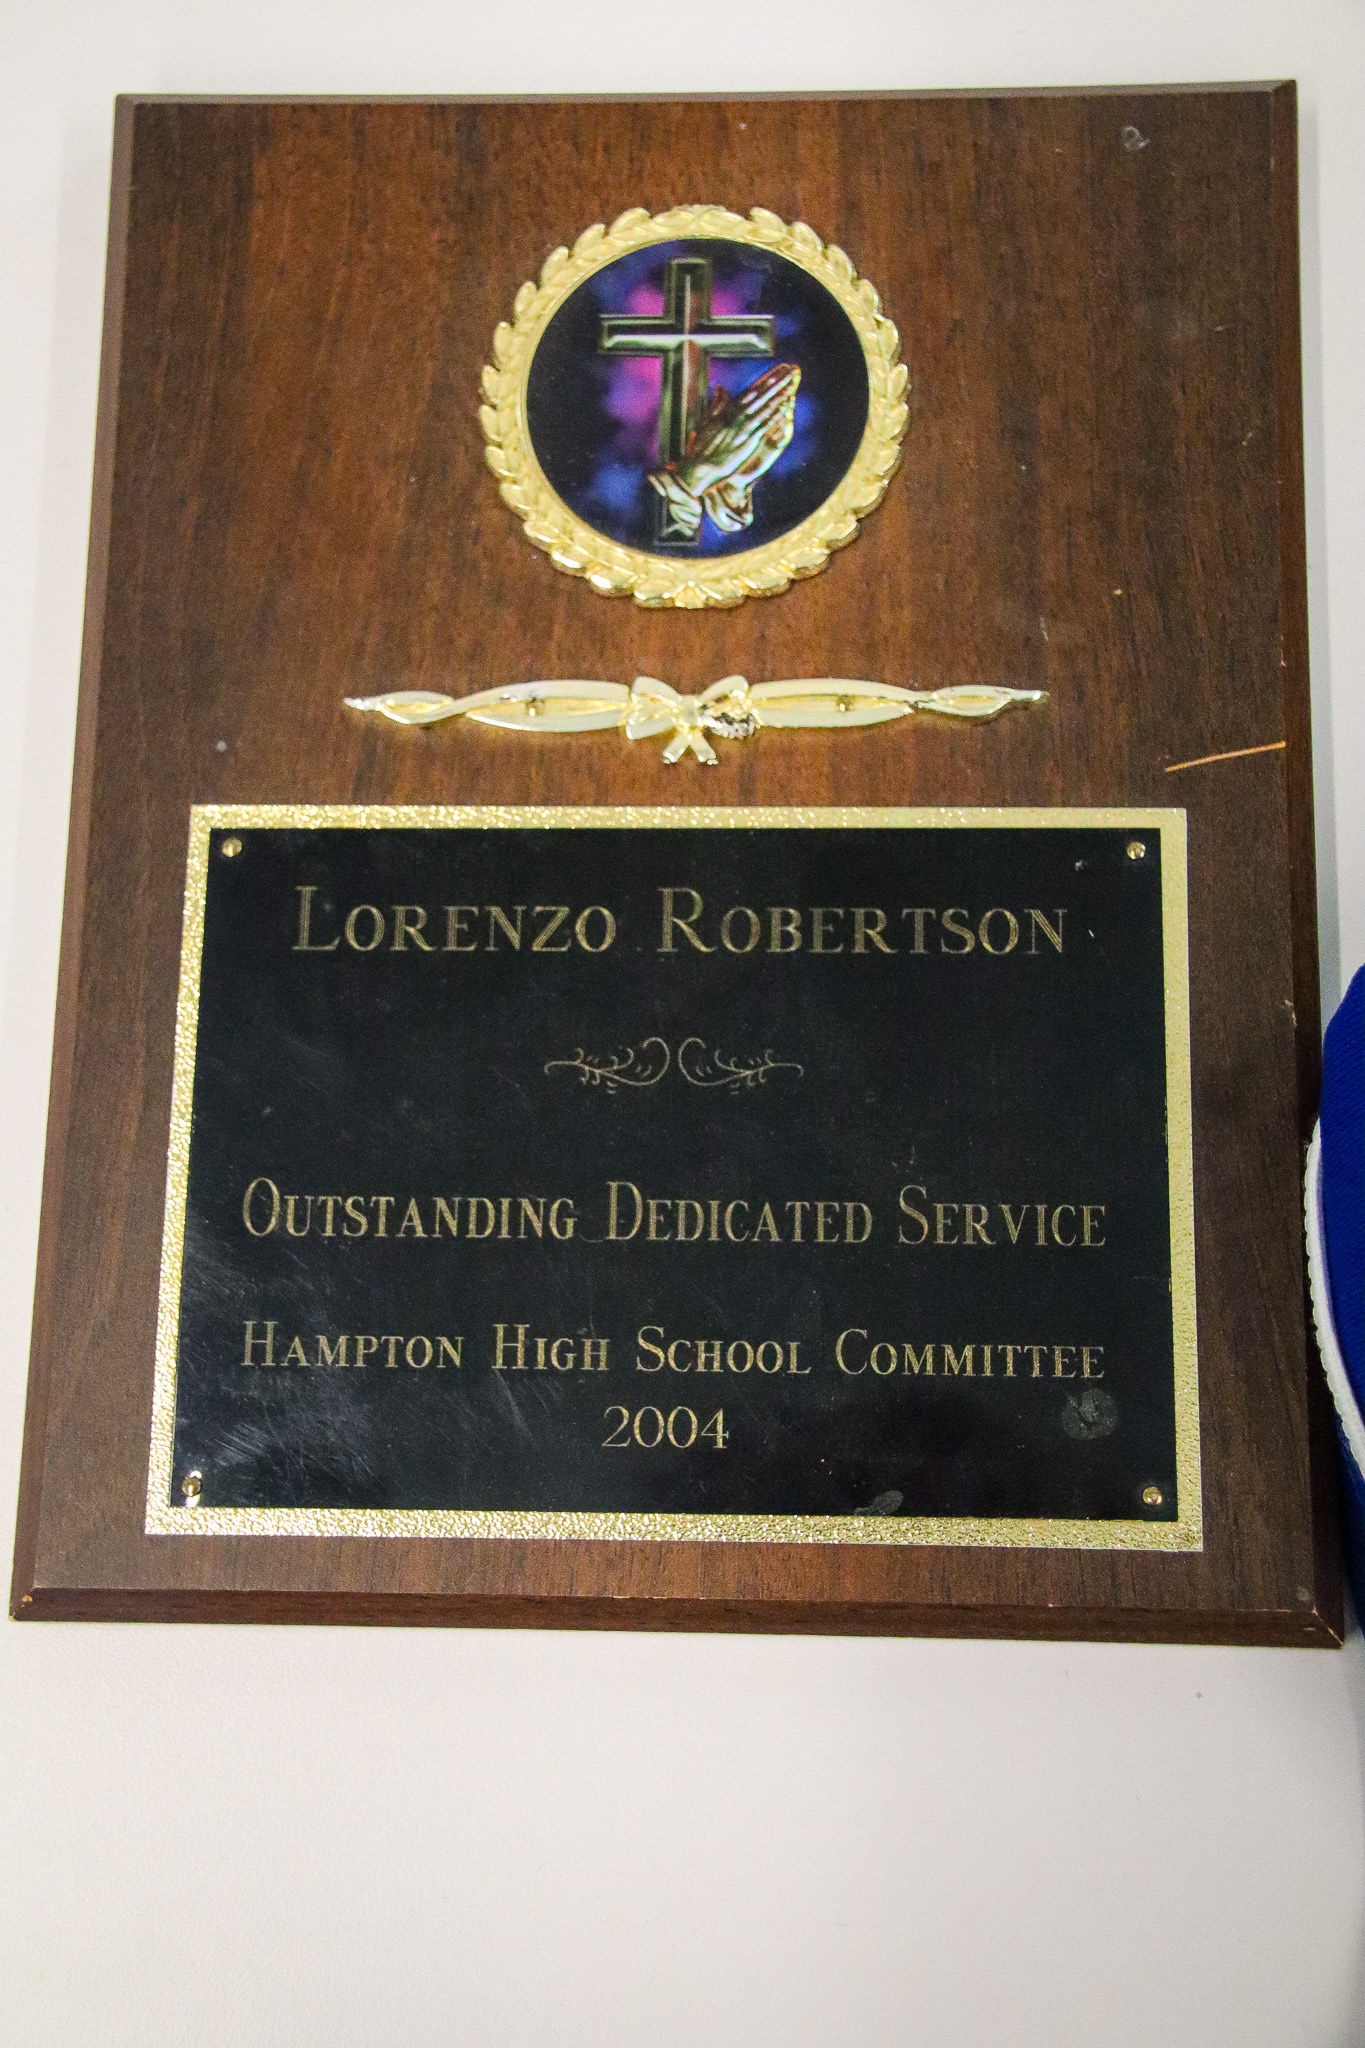 LORENZO ROBERTSON
OUTSTANDING DEDICATED SERVICE
HAMPTON HIGH SCHOOL COMMITTEE
2004